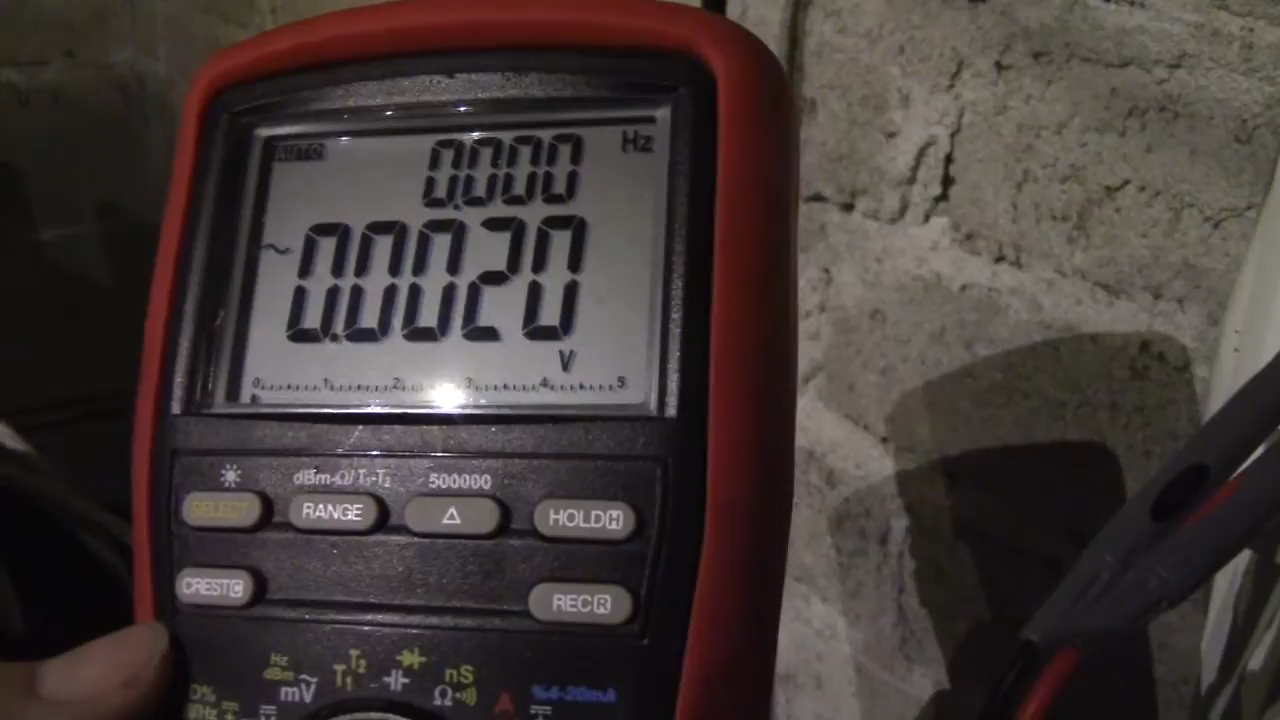 AUTO
0.000 Hz
~ 0.0020
V
0 1 2 3 4 5
dBm-Ω/T1-T2 500000
SELECT RANGE △ HOLD H
CREST C REC R
Hz T2 nS
dBm T1 Ω A %4-20mA
mV~
D%
Hz V